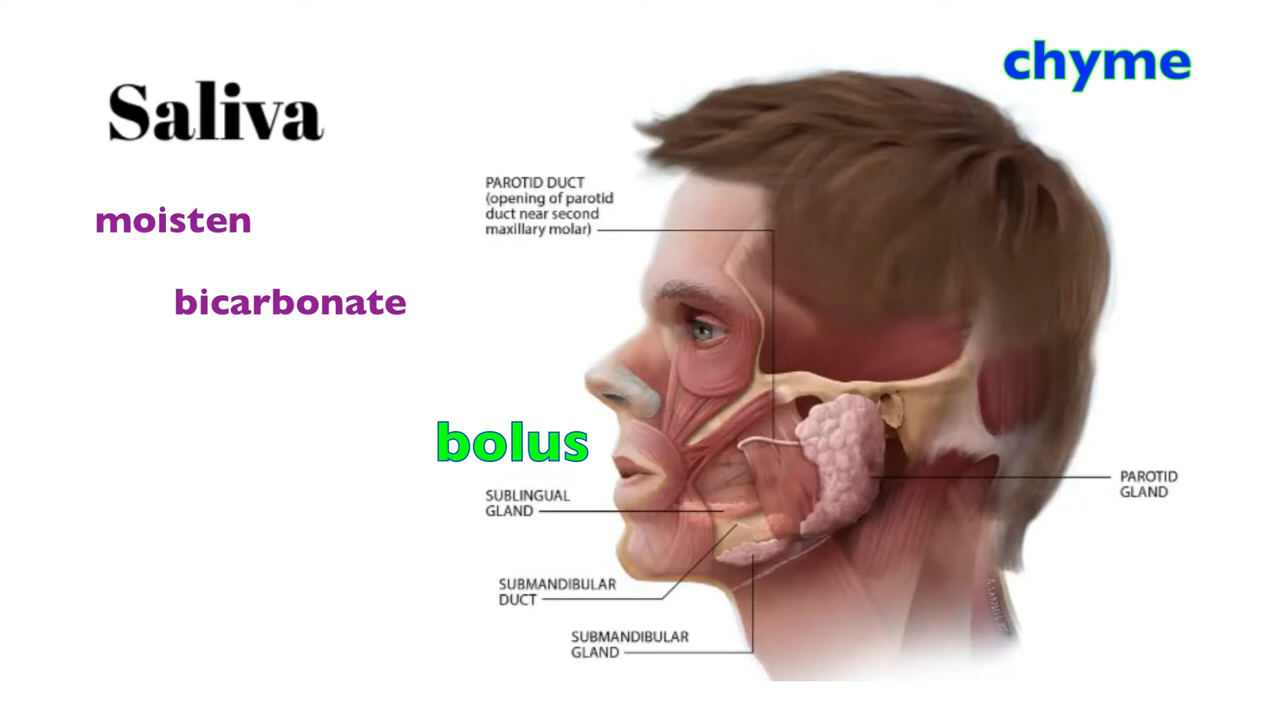 chyme
Saliva
PAROTID DUCT
(opening of parotid
duct near second
maxillary molar)
moisten
bicarbonate
bolus
SUBLINGUAL
GLAND
PAROTID
GLAND
SUBMANDIBULAR
DUCT
SUBMANDIBULAR
GLAND